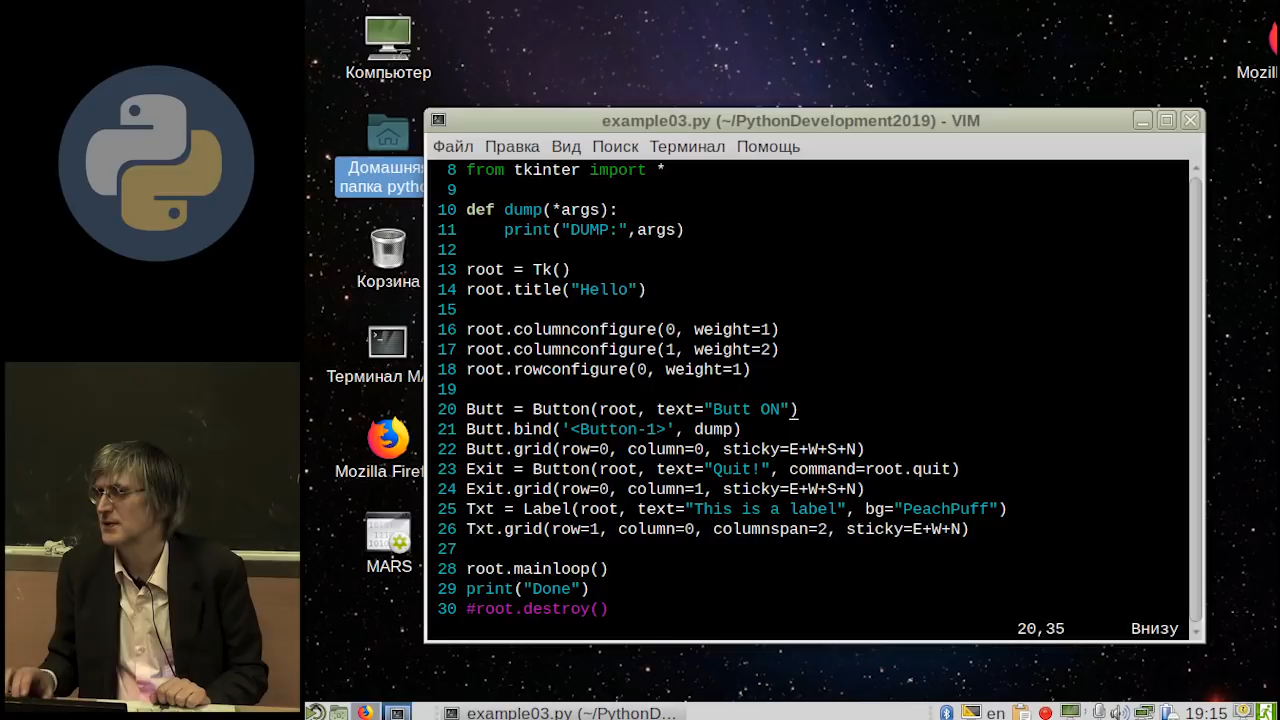 Компьютер
Mozil
Домашняя
папка pytho
Корзина
Терминал МА
Mozilla Firef
MARS
example03.py (~/PythonDevelopment2019) - VIM
Файл Правка Вид Поиск Терминал Помощь
8 from tkinter import *
9
10 def dump(*args):
11     print("DUMP:",args)
12
13 root = Tk()
14 root.title("Hello")
15
16 root.columnconfigure(0, weight=1)
17 root.columnconfigure(1, weight=2)
18 root.rowconfigure(0, weight=1)
19
20 Butt = Button(root, text="Butt ON")
21 Butt.bind('<Button-1>', dump)
22 Butt.grid(row=0, column=0, sticky=E+W+S+N)
23 Exit = Button(root, text="Quit!", command=root.quit)
24 Exit.grid(row=0, column=1, sticky=E+W+S+N)
25 Txt = Label(root, text="This is a label", bg="PeachPuff")
26 Txt.grid(row=1, column=0, columnspan=2, sticky=E+W+N)
27
28 root.mainloop()
29 print("Done")
30 #root.destroy()
20,35 Внизу
example03.py (~/PythonD...
en
19:15